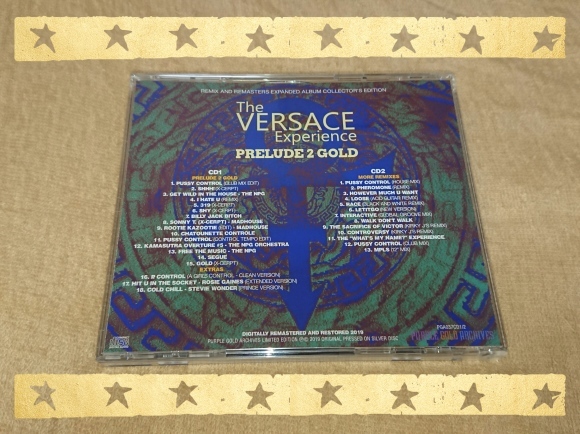 REMIX AND REMASTERS EXPANDED ALBUM COLLECTOR'S EDITION
The
VERSACE
Experience
PRELUDE 2 GOLD
CD1
PRELUDE 2 GOLD
1. PUSSY CONTROL (CLUB MIX EDIT)
2. SHHH (X-CERPT)
3. GET WILD IN THE HOUSE - THE NPG
4. I HATE U (REMIX)
5. 319 (X-CERPT)
6. SHY (X-CERPT)
7. BILLY JACK BITCH
8. SONNY T. (X-CERPT) - MADHOUSE
9. ROOTIE KAZOOTIE (EDIT) - MADHOUSE
10. CHATOUNETTE CONTROLE
11. PUSSY CONTROL (CONTROL TEMPO EDIT)
12. KAMASUTRA OVERTURE #5 - THE NPG ORCHESTRA
13. FREE THE MUSIC - THE NPG
14. SEGUE
15. GOLD (X-CERPT)
EXTRAS
16. P. CONTROL (A GIRLS CONTROL - CLEAN VERSION)
17. HIT U IN THE SOCKET - ROSIE GAINES (EXTENDED VERSION)
18. COLD CHILL - STEVIE WONDER (PRINCE VERSION)
CD2
MORE REMIXES
1. PUSSY CONTROL (HOUSE MIX)
2. PHEROMONE (REMIX)
3. HOWEVER MUCH U WANT
4. LOOSE (ACID GUITAR REMIX)
5. RACE (BLACK AND WHITE REMIX)
6. LETITGO (NEW VERSION)
7. INTERACTIVE (GLOBAL GROOVE MIX)
8. WALK DON'T WALK
9. THE SACRIFICE OF VICTOR (KIRKY J'S REMIX)
10. CONTROVERSY (KIRKY J'S REMIX)
11. THE "WHAT'S MY NAME?" EXPERIENCE
12. PUSSY CONTROL (CLUB MIX)
13. MPLS (12" MIX)
DIGITALLY REMASTERED AND RESTORED 2019
PURPLE GOLD ARCHIVES LIMITED EDITION 2019 ORIGINAL PRESSED ON SILVER DISC
PURPLE GOLD ARCHIVES